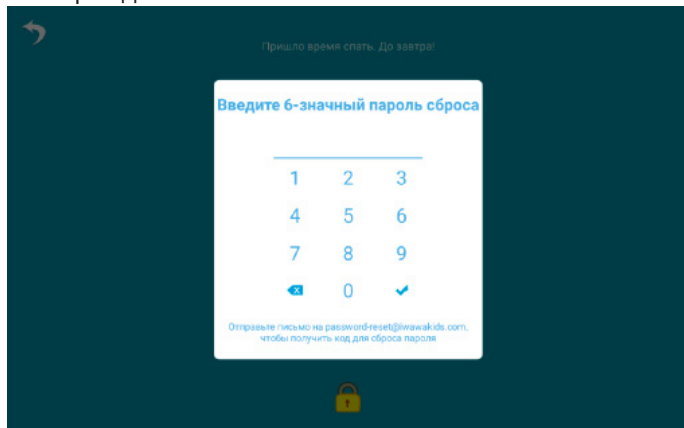 Пришло время спать. До завтра!
Введите 6-значный пароль сброса
1 2 3
4 5 6
7 8 9
0
Отправьте письмо на password-reset@iwawakids.com,
чтобы получить код для сброса пароля